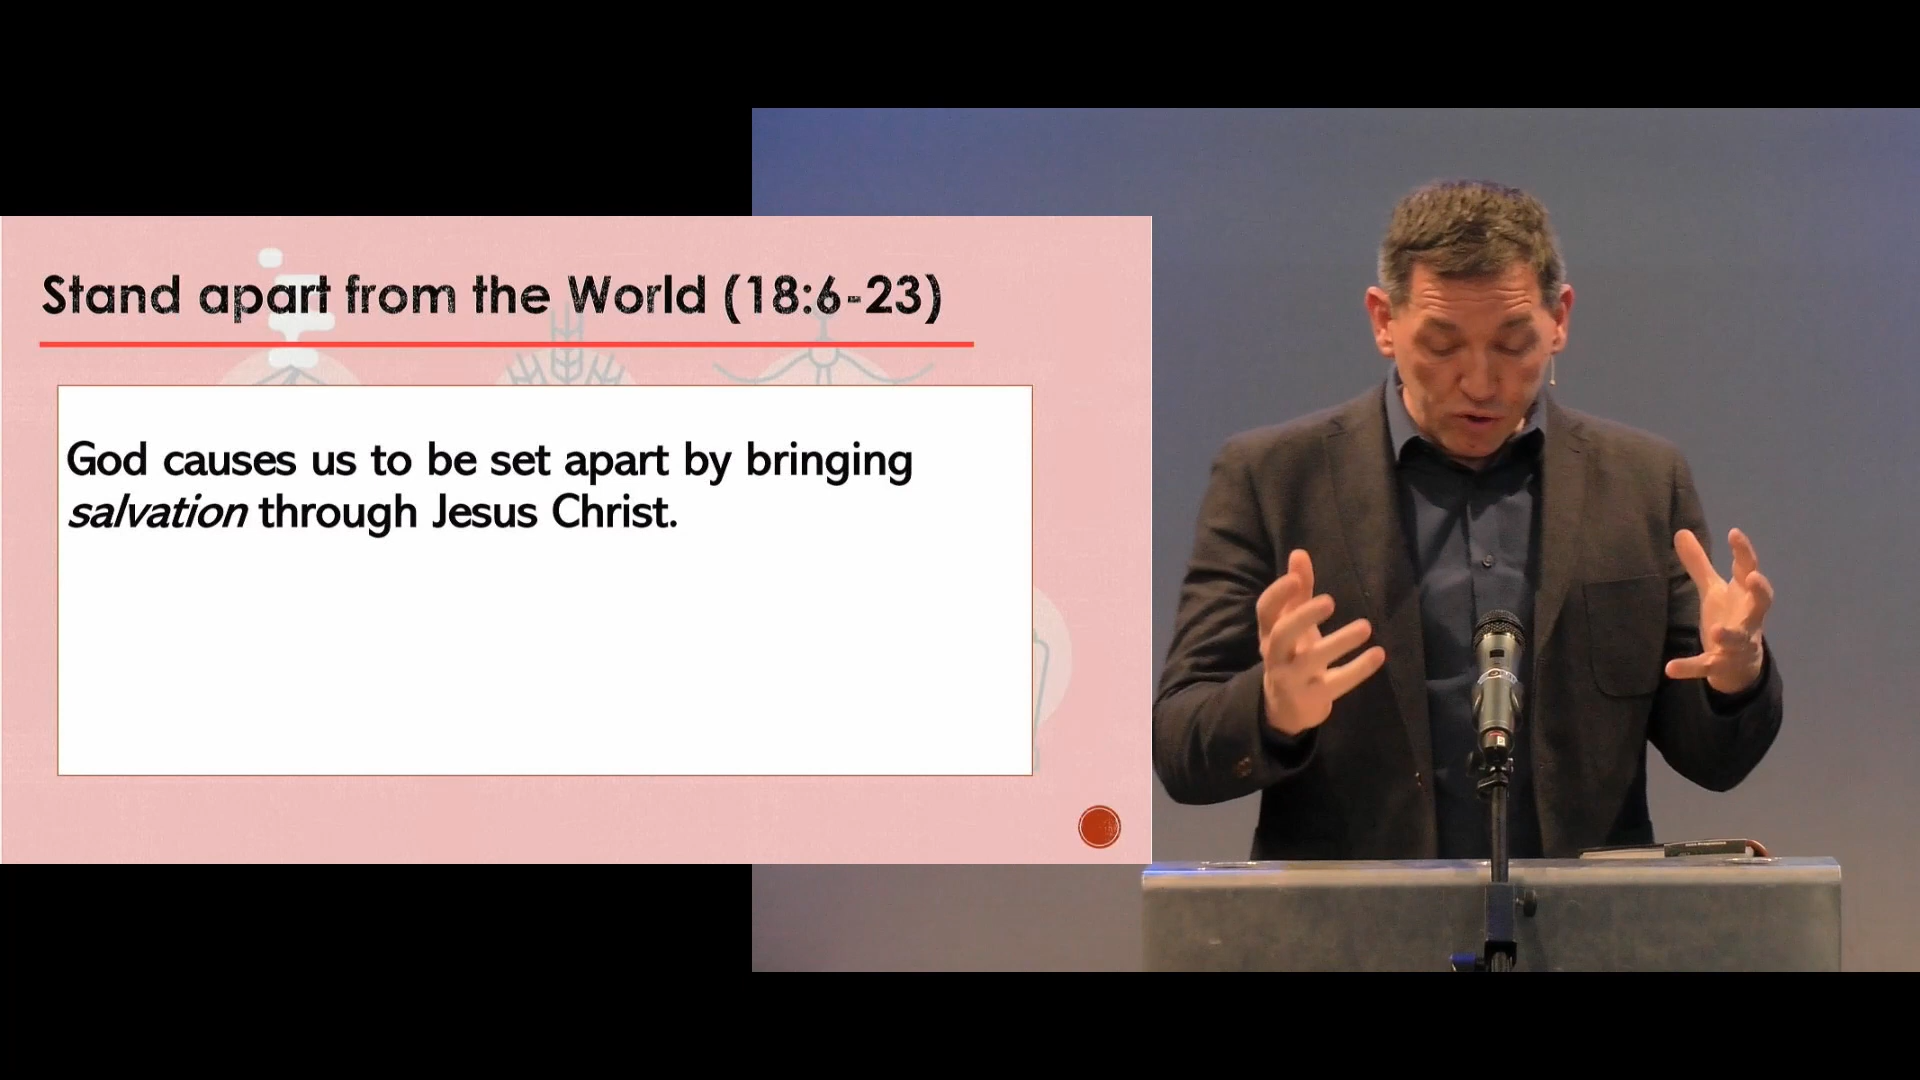 Stand apart from the World (18:6-23)
God causes us to be set apart by bringing
salvation through Jesus Christ.